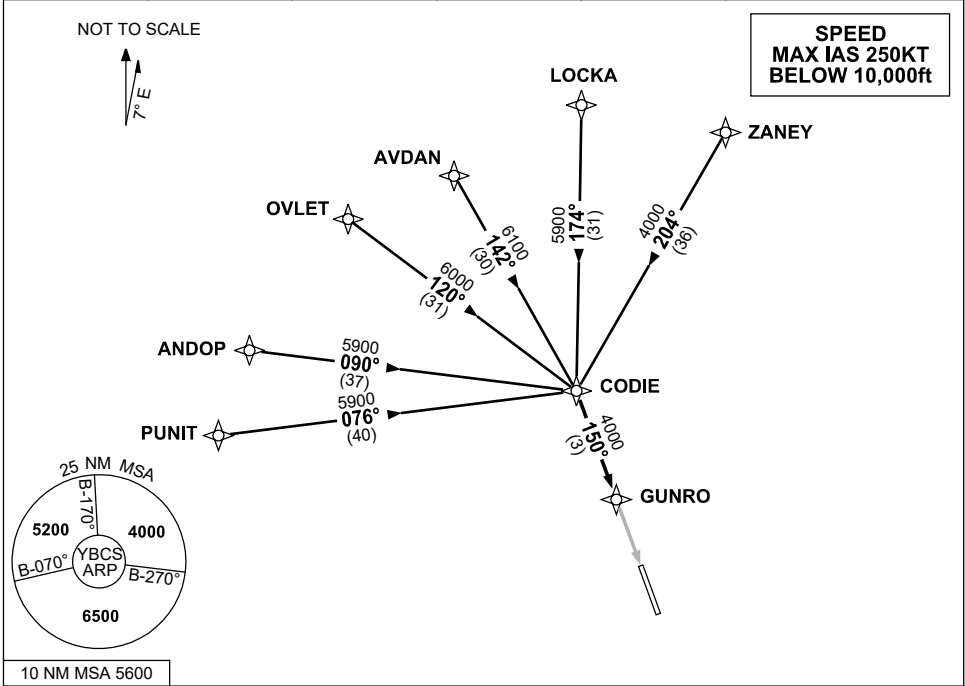 NOT TO SCALE
7° E
SPEED
MAX IAS 250KT
BELOW 10,000ft
LOCKA
ZANEY
AVDAN
OVLET
5900
174°
(31)
4000
204°
(36)
6100
142°
(30)
6000
120°
(31)
ANDOP
5900
090°
(37)
CODIE
5900
076°
(40)
PUNIT
4000
150°
(3)
GUNRO
25 NM MSA
B-170°
5200
4000
YBCS
ARP
B-070°
B-270°
6500
10 NM MSA 5600